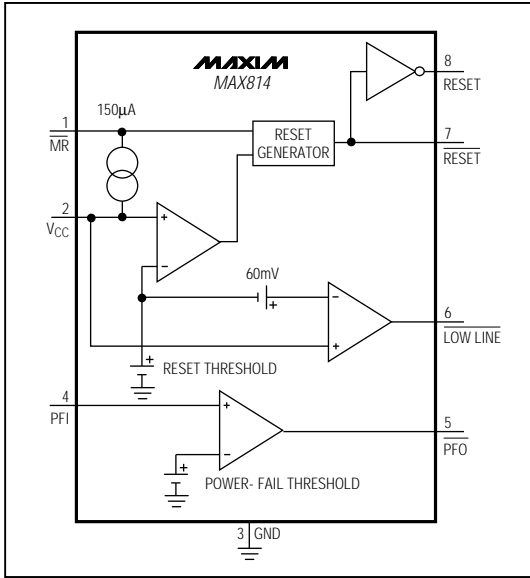 MAXIM
MAX814
8
RESET
150µA
1
MR
RESET
GENERATOR
7
RESET
2
VCC
+
−
60mV
+
−
+
6
LOW LINE
+
RESET THRESHOLD
4
PFI
+
−
5
PFO
+
POWER- FAIL THRESHOLD
3 GND